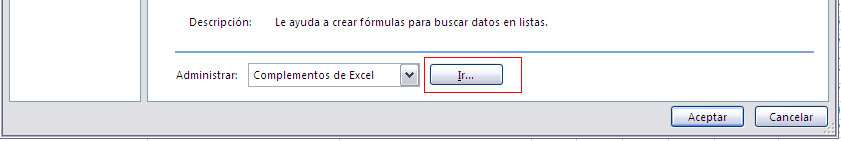 Descripción: Le ayuda a crear fórmulas para buscar datos en listas.
Administrar: Complementos de Excel Ir...
Aceptar Cancelar